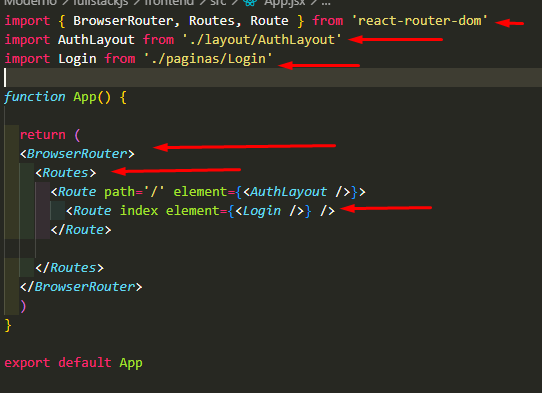 Moderno / fullstackjs / frontend / src / App.jsx / ...
import { BrowserRouter, Routes, Route } from 'react-router-dom'
import AuthLayout from './layout/AuthLayout'
import Login from './paginas/Login'
function App() {
return (
<BrowserRouter>
<Routes>
<Route path='/' element={<AuthLayout />}>
<Route index element={<Login />} />
</Route>
</Routes>
</BrowserRouter>
)
}
export default App